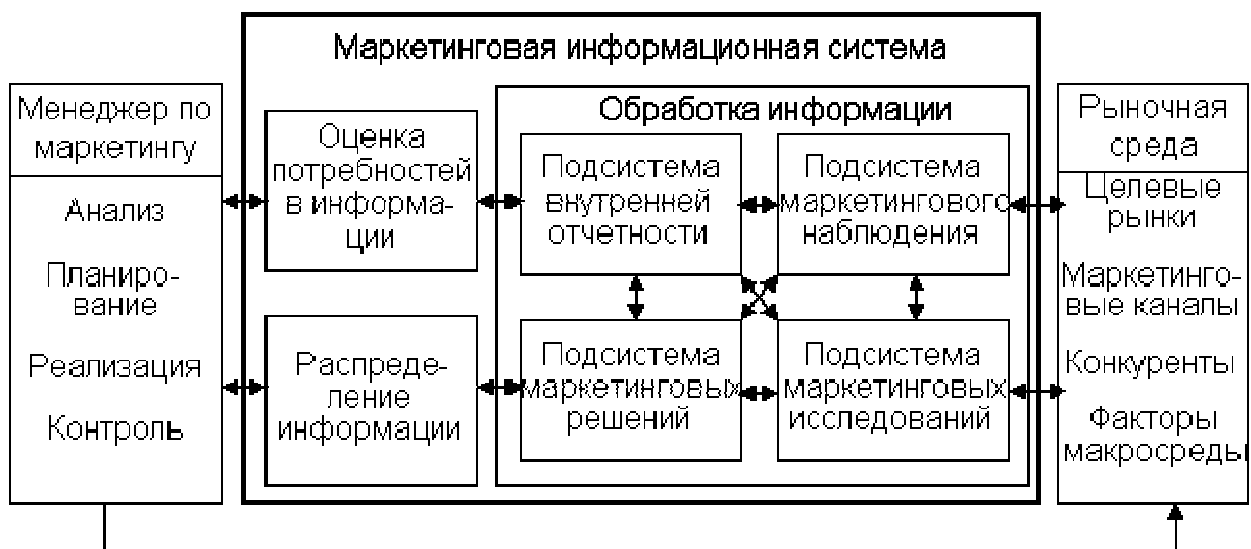 Маркетинговая информационная система
Менеджер по
маркетингу
Анализ
Планиро-
вание
Реализация
Контроль
Оценка
потребностей
в информа-
ции
Распреде-
ление
информации
Обработка информации
Подсистема
внутренней
отчетности
Подсистема
маркетингового
наблюдения
Подсистема
маркетинговых
решений
Подсистема
маркетинговых
исследований
Рыночная
среда
Целевые
рынки
Маркетинго-
вые каналы
Конкуренты
Факторы
макросреды